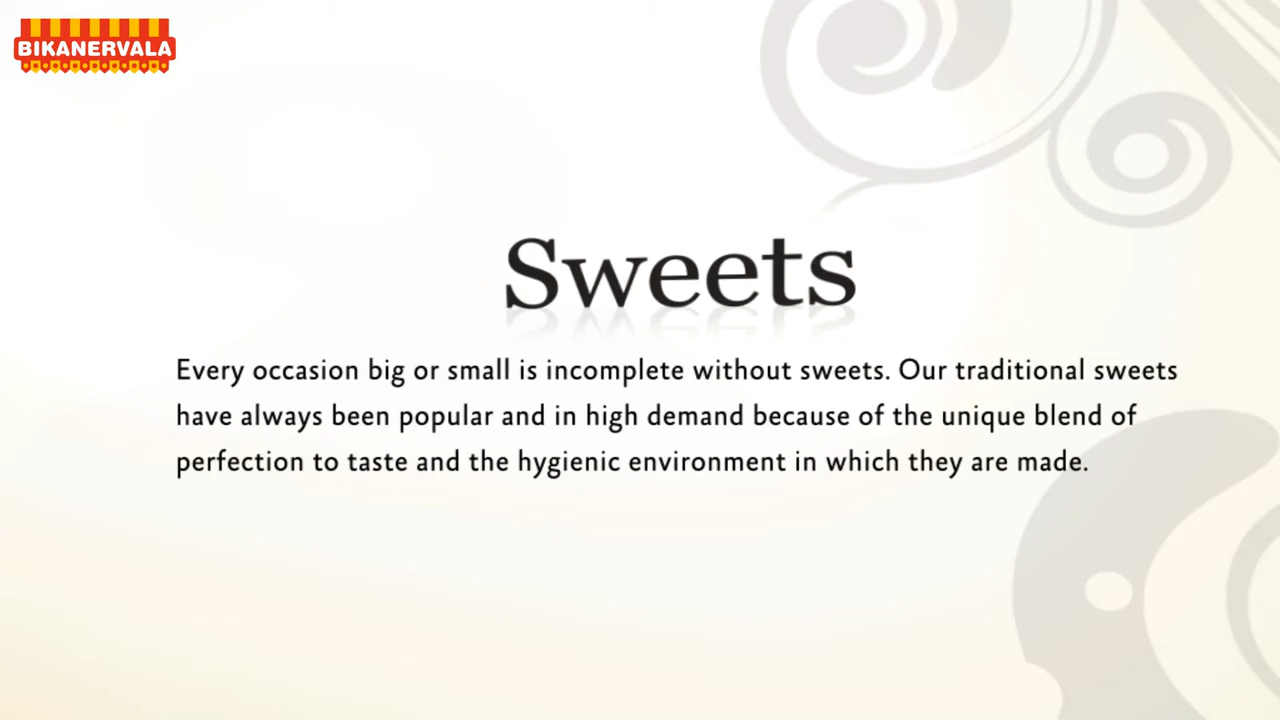 BIKANERVALA
Sweets
Every occasion big or small is incomplete without sweets. Our traditional sweets
have always been popular and in high demand because of the unique blend of
perfection to taste and the hygienic environment in which they are made.